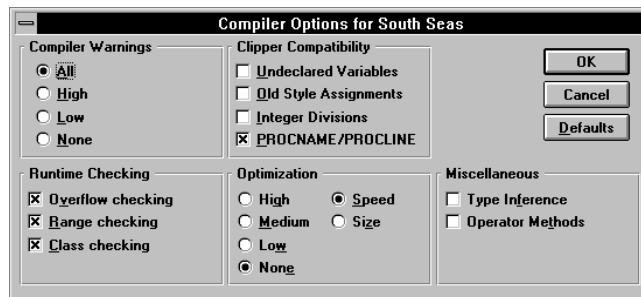 Compiler Options for South Seas
Compiler Warnings
All
High
Low
None
Clipper Compatibility
Undeclared Variables
Old Style Assignments
Integer Divisions
PROCNAME/PROCLINE
OK
Cancel
Defaults
Runtime Checking
Overflow checking
Range checking
Class checking
Optimization
High
Medium
Low
None
Speed
Size
Miscellaneous
Type Inference
Operator Methods